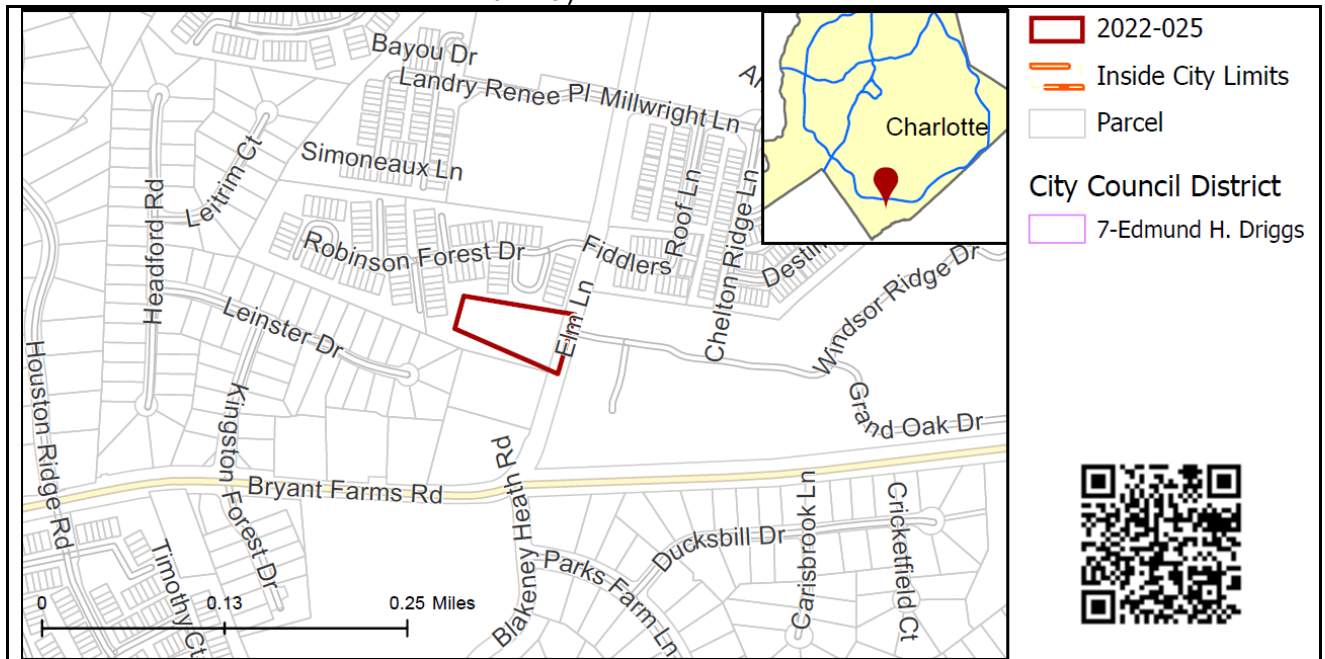 Bayou Dr
Landry Renee Pl
Millwright Ln
Simoneaux Ln
Leitrim Ct
Headford Rd
Robinson Forest Dr
Fiddlers Roof Ln
Chelton Ridge Ln
Elm Ln
Leinster Dr
Windsor Ridge Dr
Houston Ridge Rd
Kingston Forest Dr
Grand Oak Dr
Bryant Farms Rd
Blakeney Heath Rd
Ducksbill Dr
Carisbrook Ln
Cricketfield Ct
Timothy Ct
Parks Farm Ln
0
0.13
0.25 Miles
Charlotte
2022-025
Inside City Limits
Parcel
City Council District
7-Edmund H. Driggs